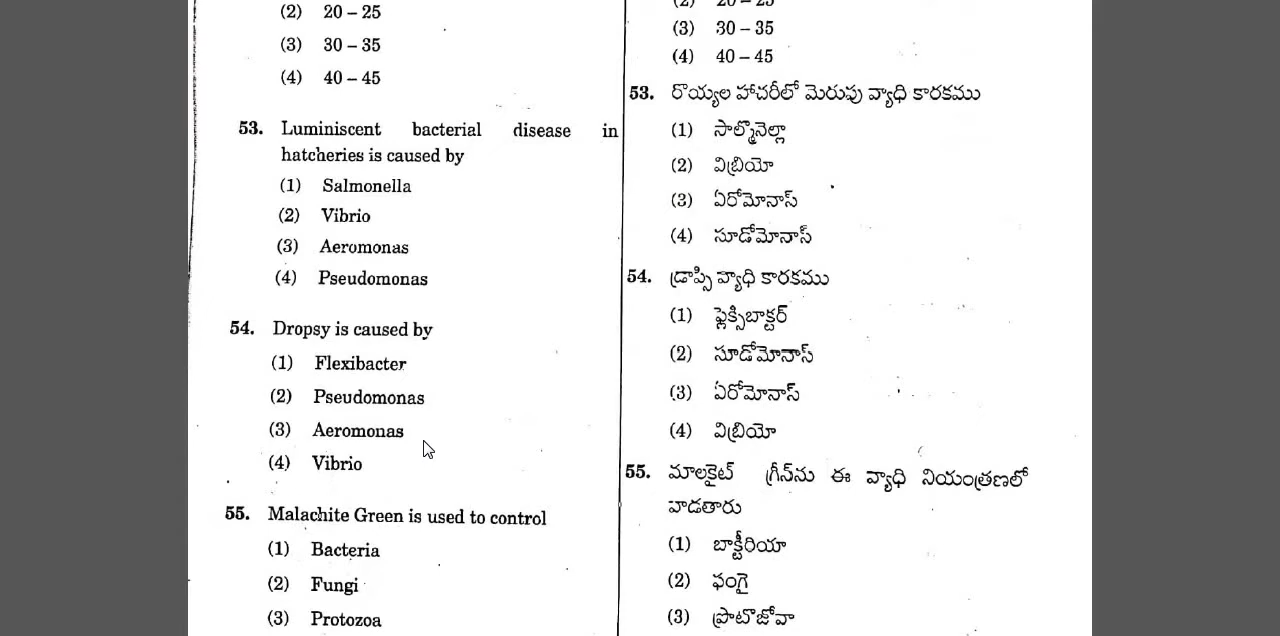 (2) 20 – 25
(3) 30 – 35
(4) 40 – 45
53. Luminiscent bacterial disease in
hatcheries is caused by
(1) Salmonella
(2) Vibrio
(3) Aeromonas
(4) Pseudomonas
54. Dropsy is caused by
(1) Flexibacter
(2) Pseudomonas
(3) Aeromonas
(4) Vibrio
55. Malachite Green is used to control
(1) Bacteria
(2) Fungi
(3) Protozoa
(2) 20 – 25
(3) 30 – 35
(4) 40 – 45
53. రొయ్యల హాచరీలో మెరుపు వ్యాధి కారకము
(1) సాల్మొనెల్లా
(2) విబ్రియో
(3) ఏరోమోనాస్
(4) సూడోమోనాస్
54. డ్రాప్సి వ్యాధి కారకము
(1) ఫ్లెక్సిబాక్టర్
(2) సూడోమోనాస్
(3) ఏరోమోనాస్
(4) విబ్రియో
55. మాలకైట్ గ్రీన్‌ను ఈ వ్యాధి నియంత్రణలో
వాడతారు
(1) బాక్టీరియా
(2) ఫంగై
(3) ప్రొటొజోవా